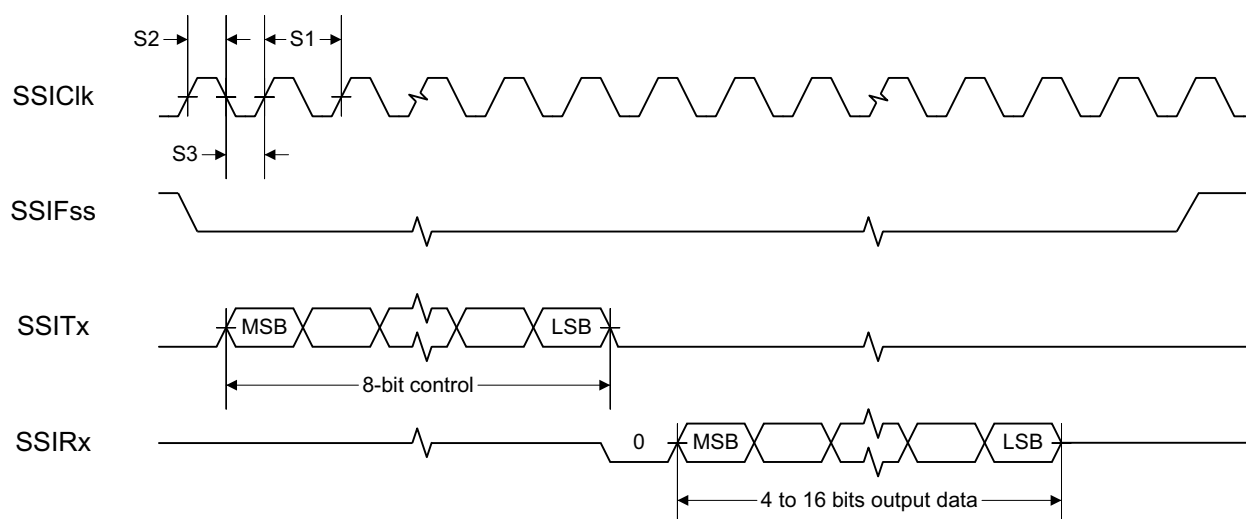 S2
S1
SSIClk
S3
SSIFss
SSITx
MSB
LSB
8-bit control
SSIRx
0
MSB
LSB
4 to 16 bits output data